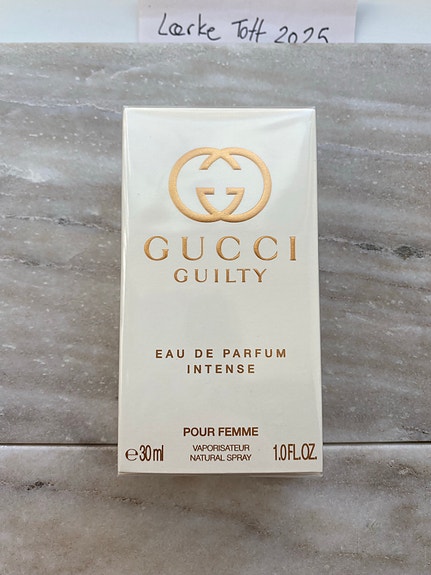 Lærke Toft 2025
GUCCI
GUILTY
EAU DE PARFUM
INTENSE
POUR FEMME
VAPORISATEUR
NATURAL SPRAY
℮30 ml
1.0 FL.OZ.